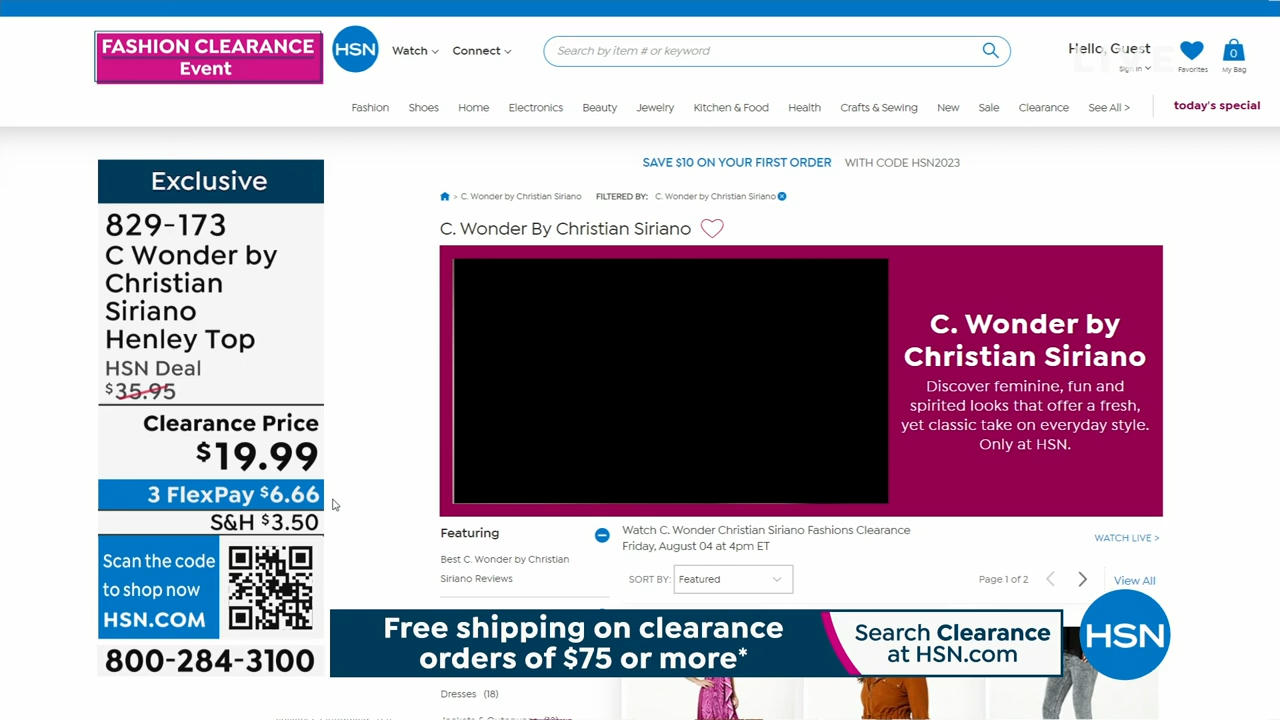 FASHION CLEARANCE
Event
HSN
Watch
Connect
Search by item # or keyword
Hello, Guest
Sign In
LIVE
Favorites
0
My Bag
Fashion
Shoes
Home
Electronics
Beauty
Jewelry
Kitchen & Food
Health
Crafts & Sewing
New
Sale
Clearance
See All >
today's special
Exclusive
829-173
C Wonder by
Christian
Siriano
Henley Top
HSN Deal
$35.95
Clearance Price
$19.99
3 FlexPay $6.66
S&H $3.50
Scan the code
to shop now
HSN.COM
800-284-3100
SAVE $10 ON YOUR FIRST ORDER WITH CODE HSN2023
> C. Wonder by Christian Siriano FILTERED BY: C. Wonder by Christian Siriano
C. Wonder By Christian Siriano
C. Wonder by
Christian Siriano
Discover feminine, fun and
spirited looks that offer a fresh,
yet classic take on everyday style.
Only at HSN.
Featuring
Best C. Wonder by Christian
Siriano Reviews
Watch C. Wonder Christian Siriano Fashions Clearance
Friday, August 04 at 4pm ET
WATCH LIVE >
SORT BY: Featured
Page 1 of 2
View All
Free shipping on clearance
orders of $75 or more*
Search Clearance
at HSN.com
HSN
Dresses (18)